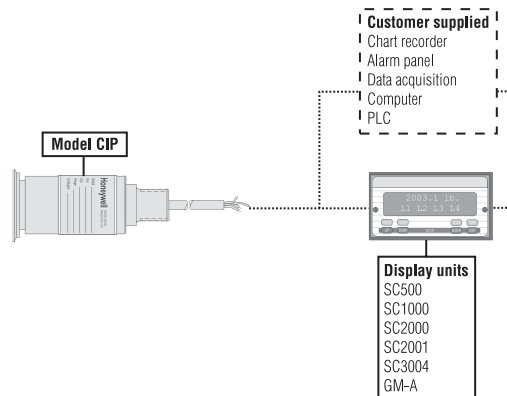 Customer supplied
Chart recorder
Alarm panel
Data acquisition
Computer
PLC
Model CIP
Honeywell
2003.1 lb.
L1 L2 L3 L4
Display units
SC500
SC1000
SC2000
SC2001
SC3004
GM-A